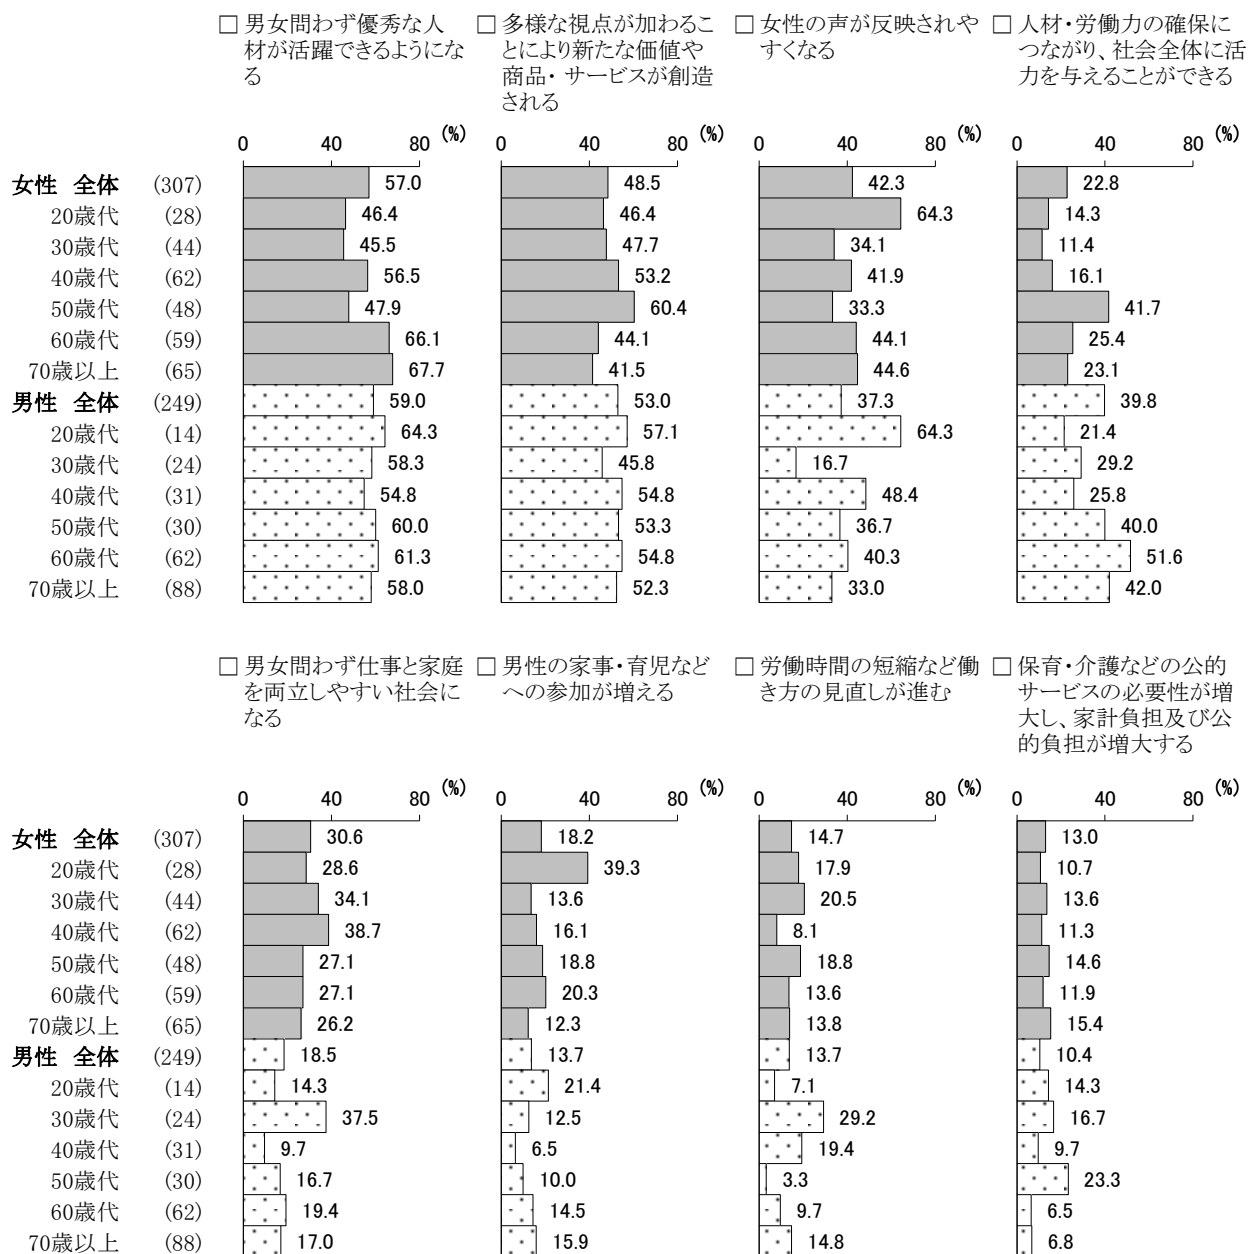 □ 男女問わず優秀な人
材が活躍できるようにな
る
□ 多様な視点が加わるこ
とにより新たな価値や
商品・サービスが創造
される
□ 女性の声が反映されや
すくなる
□ 人材・労働力の確保に
つながり、社会全体に活
力を与えることができる
0 40 80 (%) 0 40 80 (%) 0 40 80 (%) 0 40 80 (%)
女性 全体 (307) 57.0 48.5 42.3 22.8
20歳代 (28) 46.4 46.4 64.3 14.3
30歳代 (44) 45.5 47.7 34.1 11.4
40歳代 (62) 56.5 53.2 41.9 16.1
50歳代 (48) 47.9 60.4 33.3 41.7
60歳代 (59) 66.1 44.1 44.1 25.4
70歳以上 (65) 67.7 41.5 44.6 23.1
男性 全体 (249) 59.0 53.0 37.3 39.8
20歳代 (14) 64.3 57.1 64.3 21.4
30歳代 (24) 58.3 45.8 16.7 29.2
40歳代 (31) 54.8 54.8 48.4 25.8
50歳代 (30) 60.0 53.3 36.7 40.0
60歳代 (62) 61.3 54.8 40.3 51.6
70歳以上 (88) 58.0 52.3 33.0 42.0
□ 男女問わず仕事と家庭
を両立しやすい社会に
なる
□ 男性の家事・育児など
への参加が増える
□ 労働時間の短縮など働
き方の見直しが進む
□ 保育・介護などの公的
サービスの必要性が増
大し、家計負担及び公
的負担が増大する
0 40 80 (%) 0 40 80 (%) 0 40 80 (%) 0 40 80 (%)
女性 全体 (307) 30.6 18.2 14.7 13.0
20歳代 (28) 28.6 39.3 17.9 10.7
30歳代 (44) 34.1 13.6 20.5 13.6
40歳代 (62) 38.7 16.1 8.1 11.3
50歳代 (48) 27.1 18.8 18.8 14.6
60歳代 (59) 27.1 20.3 13.6 11.9
70歳以上 (65) 26.2 12.3 13.8 15.4
男性 全体 (249) 18.5 13.7 13.7 10.4
20歳代 (14) 14.3 21.4 7.1 14.3
30歳代 (24) 37.5 12.5 29.2 16.7
40歳代 (31) 9.7 6.5 19.4 9.7
50歳代 (30) 16.7 10.0 3.3 23.3
60歳代 (62) 19.4 14.5 9.7 6.5
70歳以上 (88) 17.0 15.9 14.8 6.8